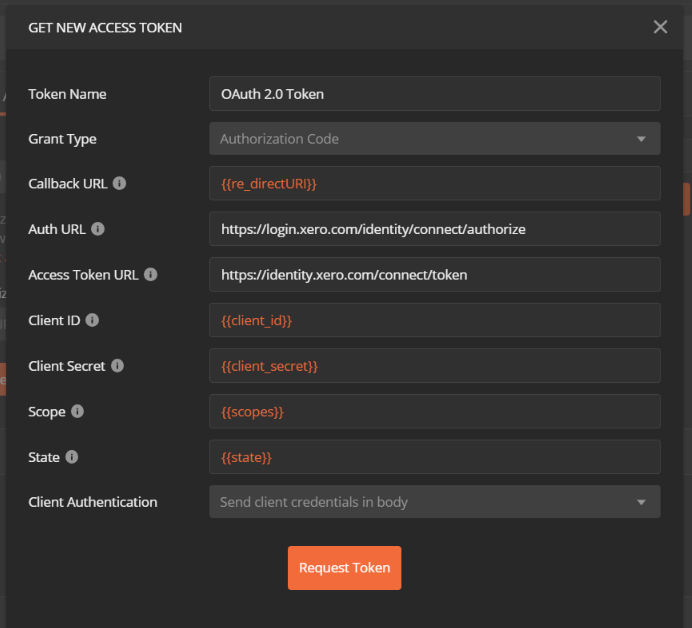 GET NEW ACCESS TOKEN
Token Name OAuth 2.0 Token
Grant Type Authorization Code
Callback URL {{re_directURI}}
Auth URL https://login.xero.com/identity/connect/authorize
Access Token URL https://identity.xero.com/connect/token
Client ID {{client_id}}
Client Secret {{client_secret}}
Scope {{scopes}}
State {{state}}
Client Authentication Send client credentials in body
Request Token